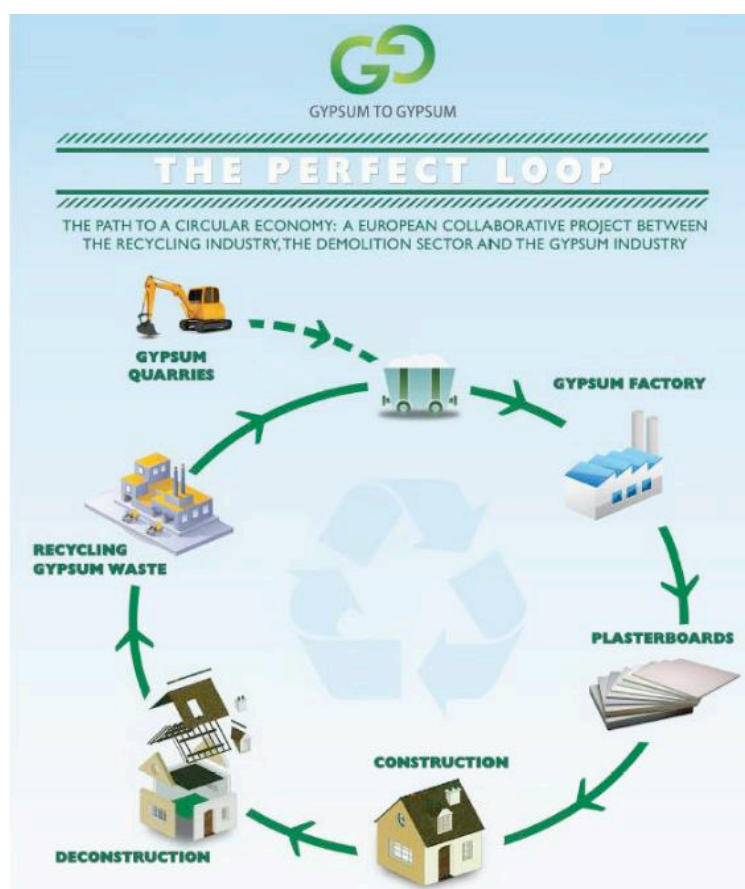 GYPSUM TO GYPSUM
THE PERFECT LOOP
THE PATH TO A CIRCULAR ECONOMY: A EUROPEAN COLLABORATIVE PROJECT BETWEEN
THE RECYCLING INDUSTRY, THE DEMOLITION SECTOR AND THE GYPSUM INDUSTRY
GYPSUM
QUARRIES
GYPSUM FACTORY
RECYCLING
GYPSUM WASTE
PLASTERBOARDS
CONSTRUCTION
DECONSTRUCTION